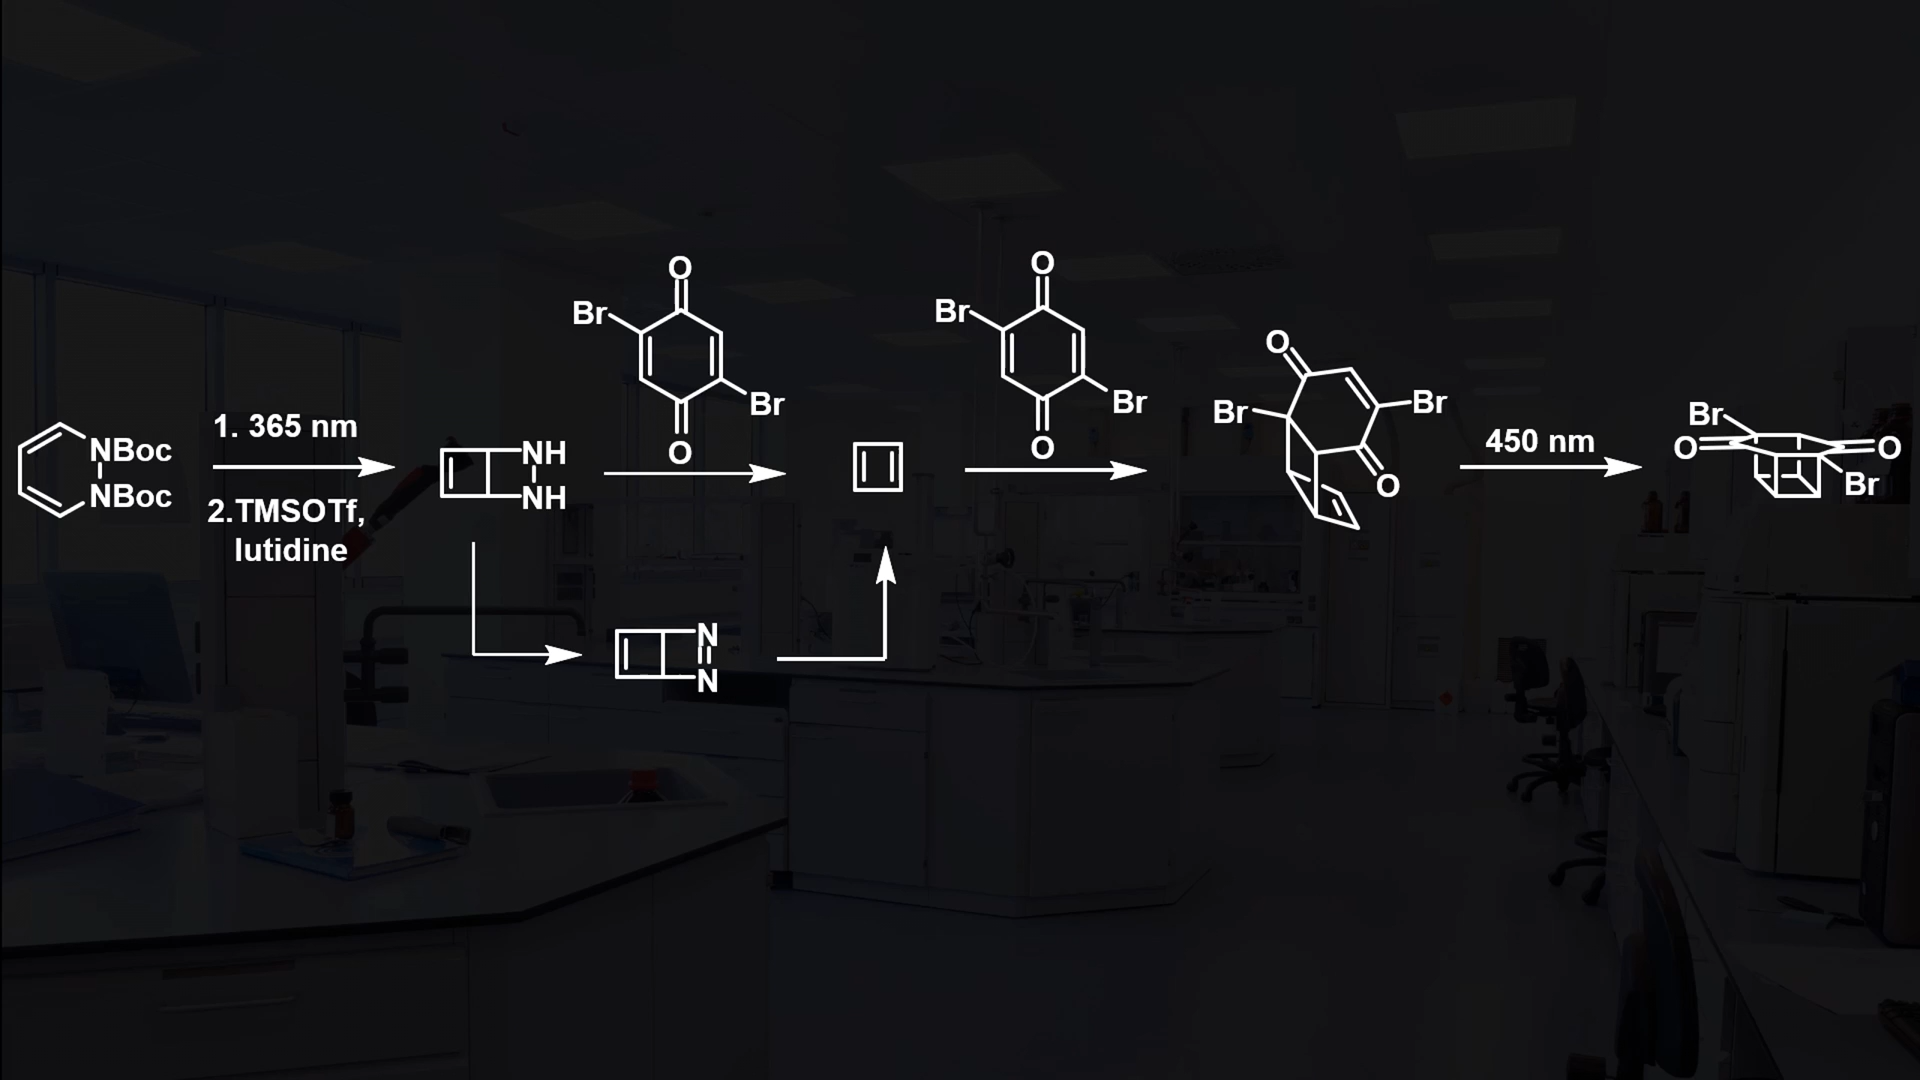 NBoc
NBoc
1. 365 nm
2.TMSOTf,
lutidine
NH
NH
O
Br
Br
O
N
N
O
Br
Br
O
O
Br
Br
O
450 nm
Br
O
O
Br